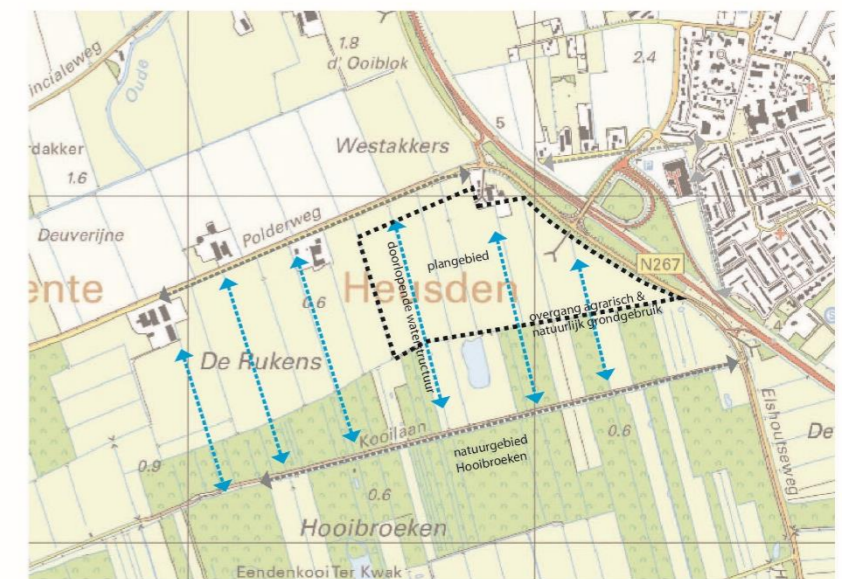 1.8
d' Ooiblok
2.4
incialeweg
Oude
5
Westakkers
rdakker
1.6
Polderweg
Deuverijne
doorlopende waterstructuur
plangebied
N267
ente
Heusden
0.6
overgang agrarisch &
natuurlijk grondgebruik
4
De Rukens
Elshoutseweg
De
Kooilaan
0.6
natuurgebied
Hooibroeken
0.9
0.6
Hooibroeken
Eendenkooi Ter Kwak